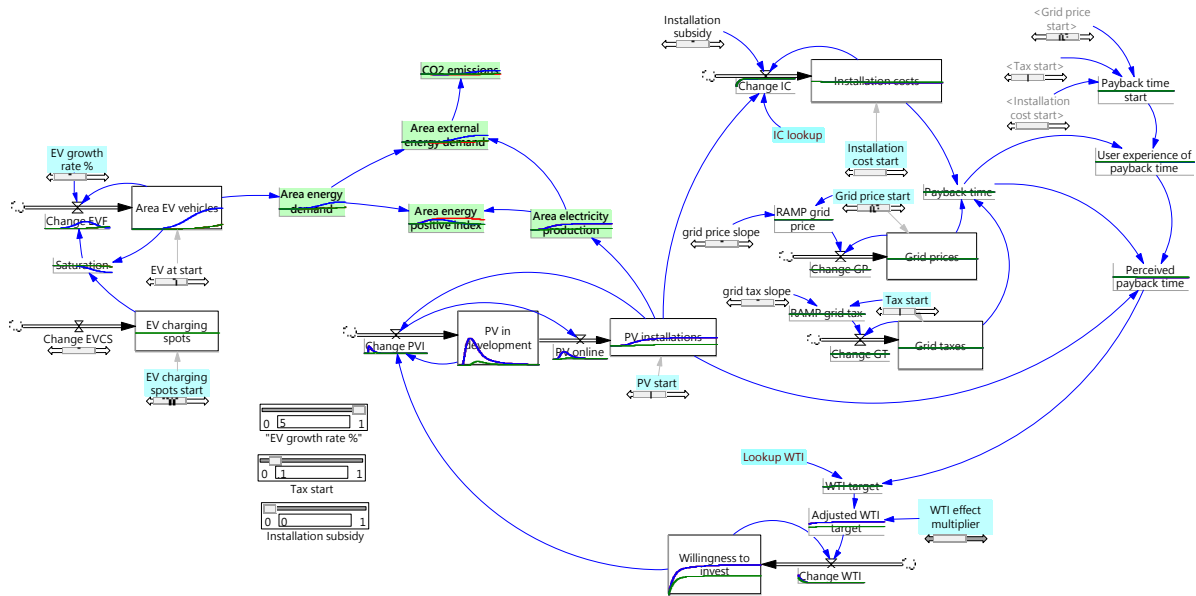 Installation
subsidy
<Grid price
start>
CO2 emissions
Change IC
Installation costs
<Tax start>
Payback time
start
<Installation
cost start>
Area external
energy demand
IC lookup
EV growth
rate %
Installation
cost start
User experience of
payback time
Area EV vehicles
Change EVF
Area energy
demand
Area energy
positive index
Area electricity
production
Payback time
Grid price start
RAMP grid
price
grid price slope
Grid prices
Change GP
Saturation
EV at start
Perceived
payback time
grid tax slope
Tax start
RAMP grid tax
Grid taxes
Change GT
EV charging
spots
Change EVCS
PV in
development
Change PVI
PV online
PV installations
EV charging
spots start
PV start
0 5 1
"EV growth rate %"
0 .1 1
Tax start
0 0 1
Installation subsidy
Lookup WTI
WTI target
Adjusted WTI
target
WTI effect
multiplier
Willingness to
invest
Change WTI